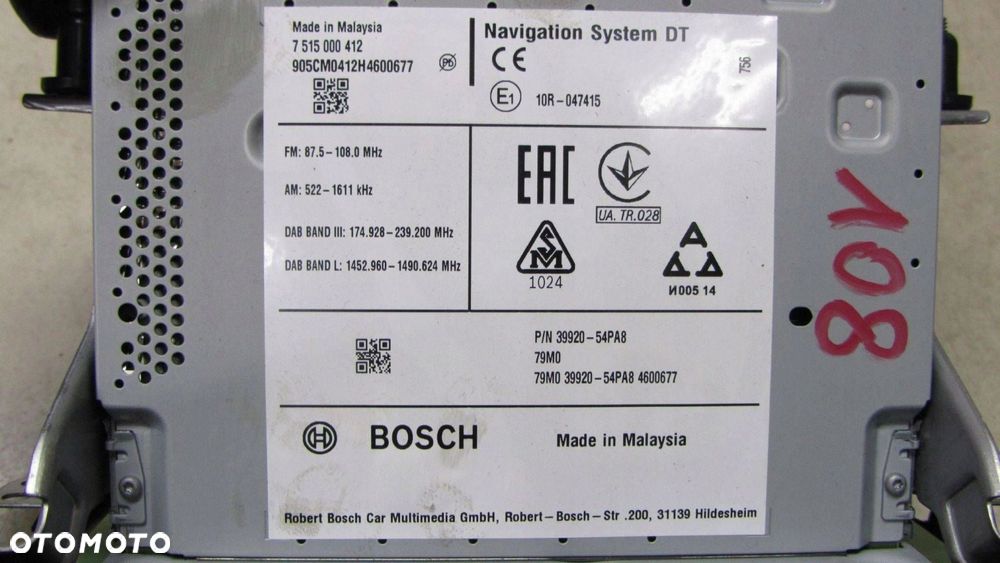 Made in Malaysia
7 515 000 412
905CM0412H4600677
Pb
Navigation System DT
CE
E1
10R-047415
756
FM: 87.5-108.0 MHz
AM: 522-1611 kHz
DAB BAND III: 174.928-239.200 MHz
DAB BAND L: 1452.960-1490.624 MHz
EAC
UA. TR.028
SM
1024
И005 14
P/N 39920-54PA8
79M0
79M0 39920-54PA8 4600677
BOSCH
Made in Malaysia
Robert Bosch Car Multimedia GmbH, Robert-Bosch-Str .200, 31139 Hildesheim
OTOMOTO